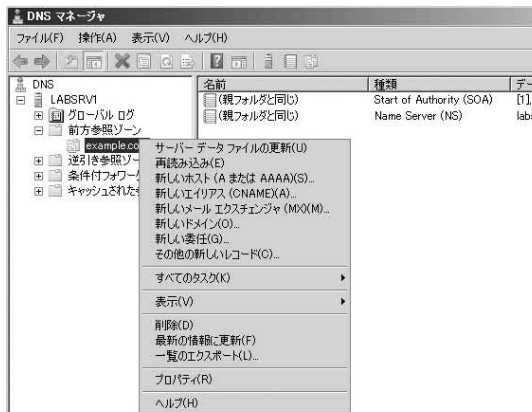 DNS マネージャ
ファイル(F) 操作(A) 表示(V) ヘルプ(H)
DNS
LABSRV1
グローバル ログ
前方参照ゾーン
example.co
逆引き参照ゾー
条件付フォワー
キャッシュされた
名前 種類 デー
(親フォルダと同じ) Start of Authority (SOA) [1],
(親フォルダと同じ) Name Server (NS) labs
サーバー データ ファイルの更新(U)
再読み込み(E)
新しいホスト (A または AAAA)(S)...
新しいエイリアス (CNAME)(A)...
新しいメール エクスチェンジャ (MX)(M)...
新しいドメイン(O)...
新しい委任(G)...
その他の新しいレコード(C)...
すべてのタスク(K)
表示(V)
削除(D)
最新の情報に更新(F)
一覧のエクスポート(L)...
プロパティ(R)
ヘルプ(H)